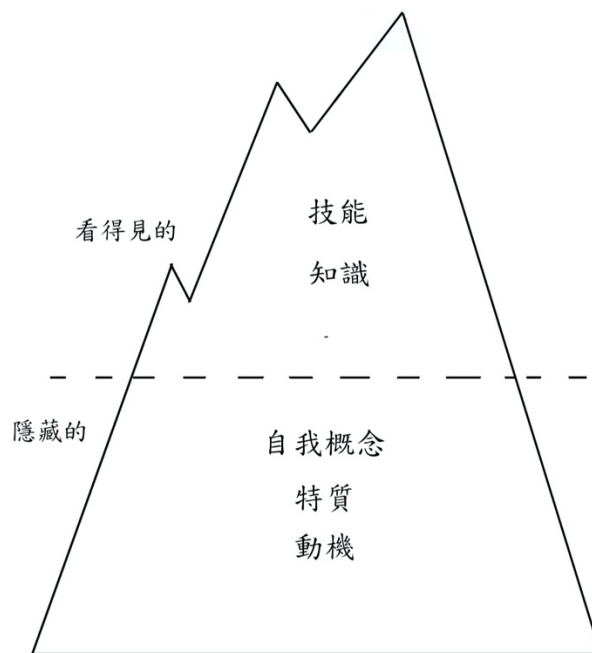 看得見的
技能
知識
隱藏的
自我概念
特質
動機